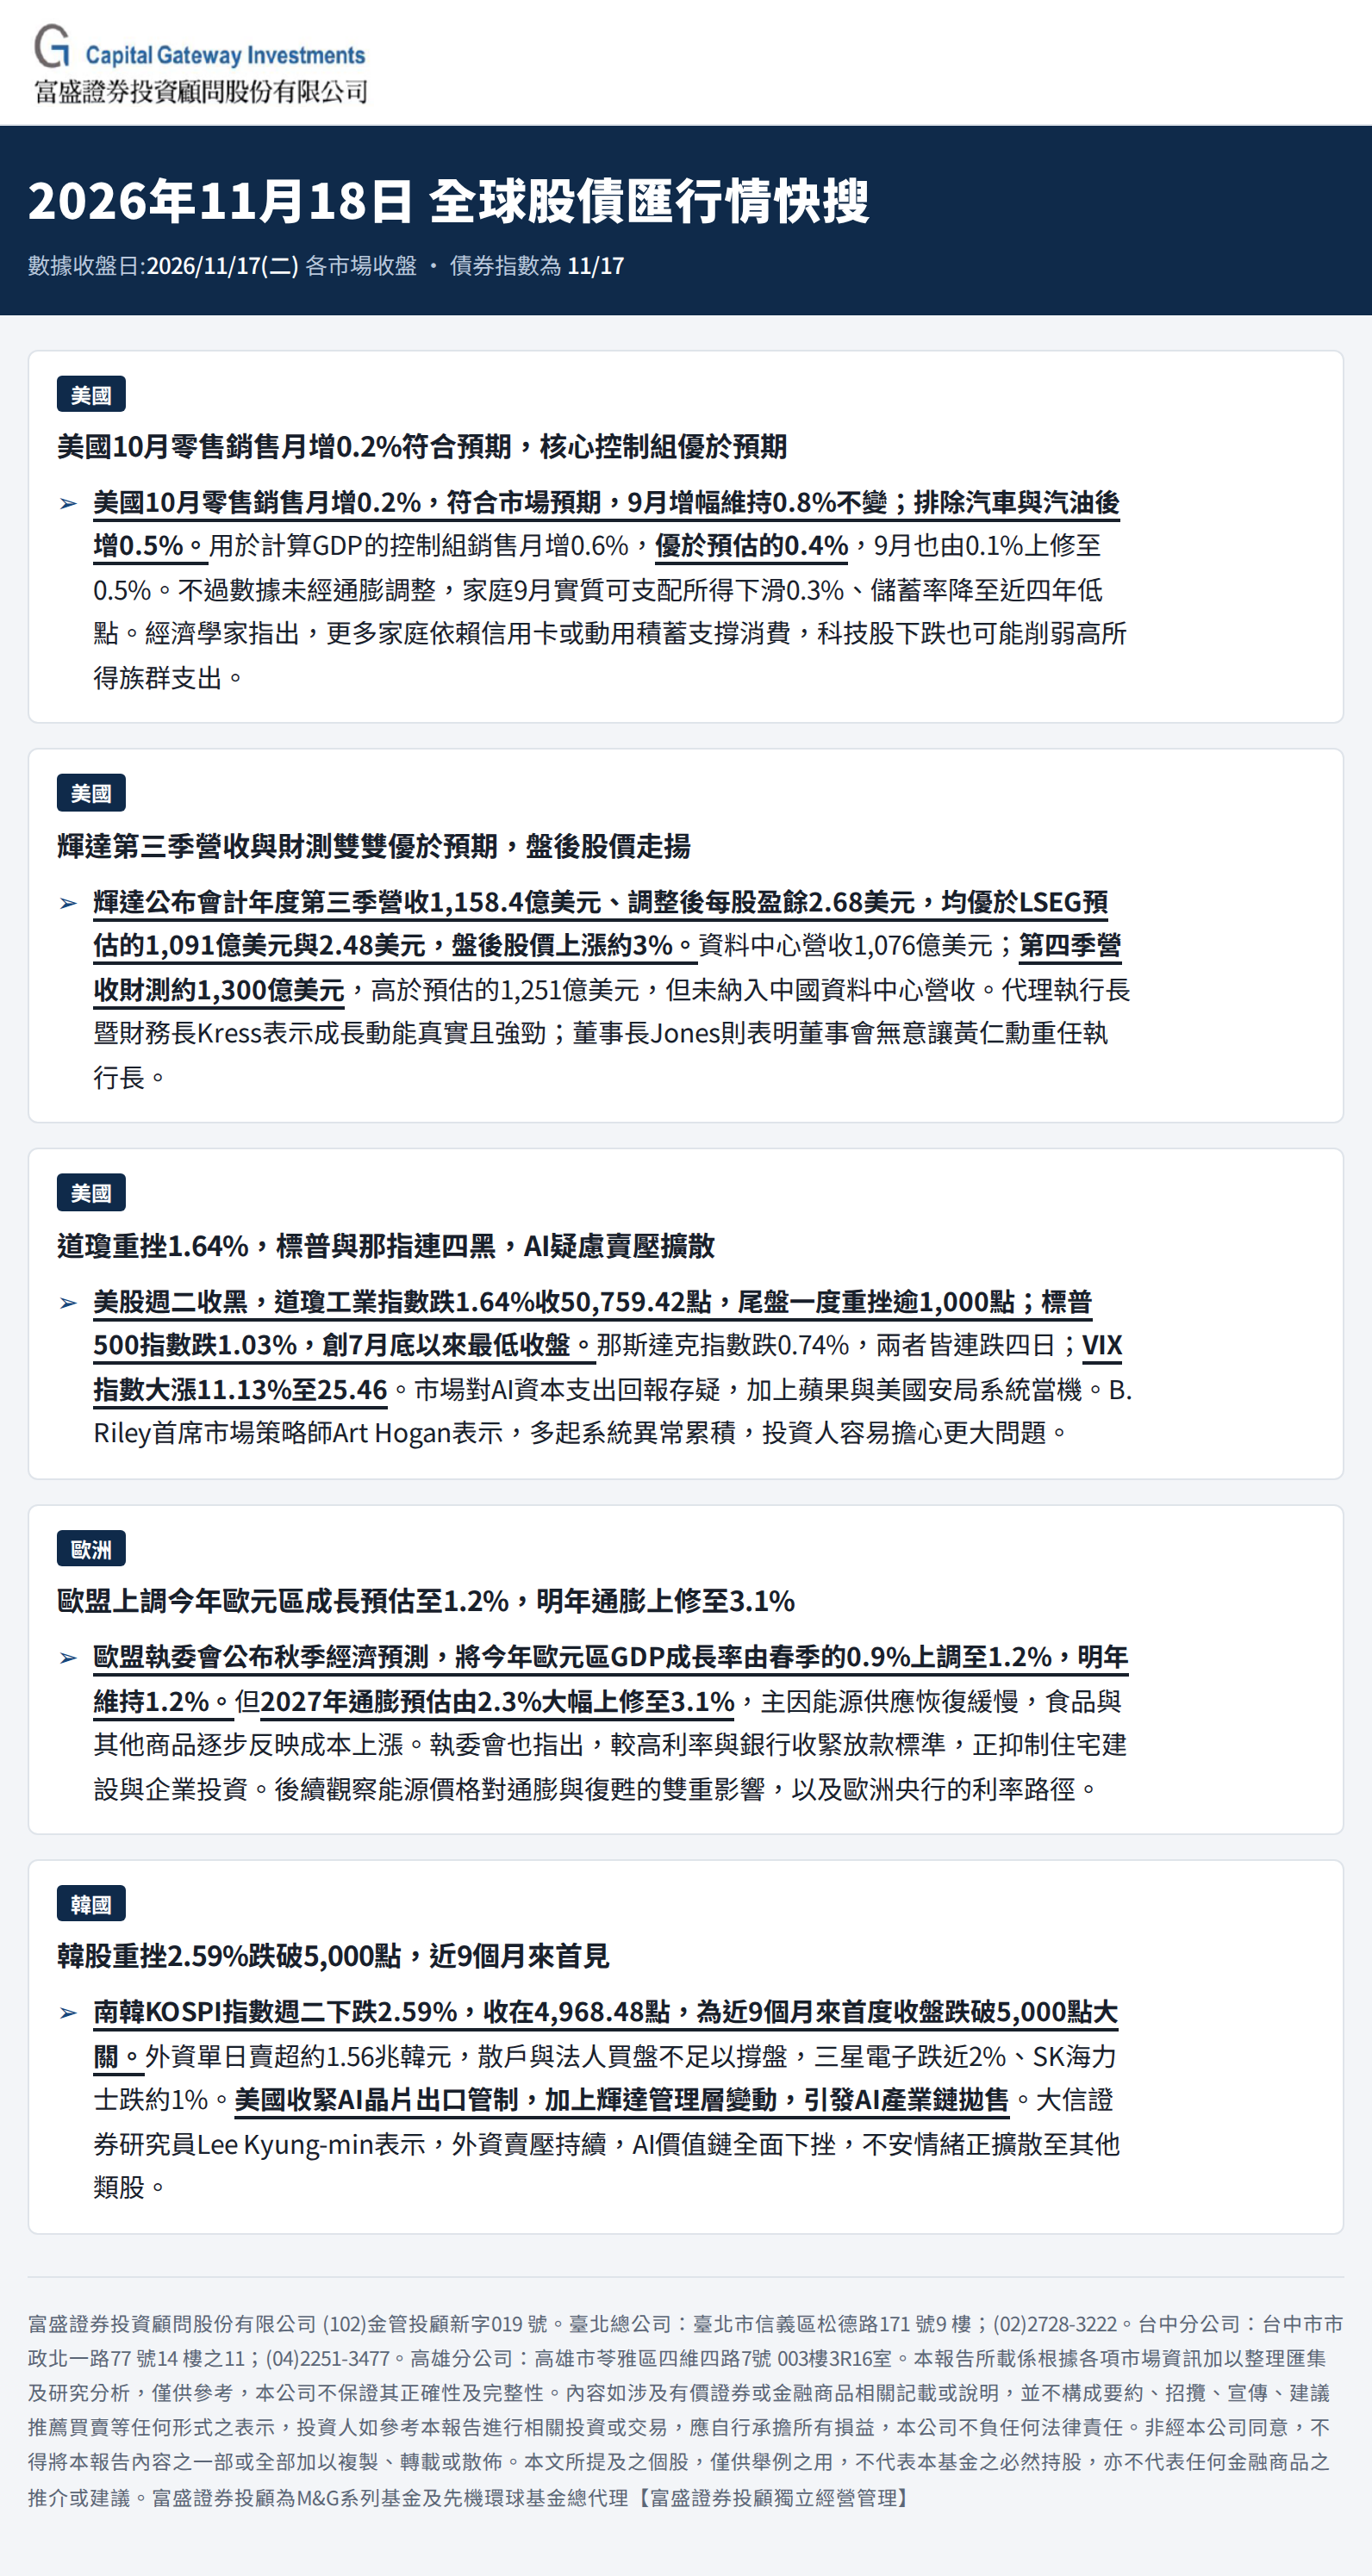 Capital Gateway Investments
富盛證券投資顧問股份有限公司
2026年11月18日 全球股債匯行情快搜
數據收盤日:2026/11/17(二) 各市場收盤 · 債券指數為 11/17
美國
美國10月零售銷售月增0.2%符合預期，核心控制組優於預期
➢ 美國10月零售銷售月增0.2%，符合市場預期，9月增幅維持0.8%不變；排除汽車與汽油後
增0.5%。用於計算GDP的控制組銷售月增0.6%，優於預估的0.4%，9月也由0.1%上修至
0.5%。不過數據未經通膨調整，家庭9月實質可支配所得下滑0.3%、儲蓄率降至近四年低
點。經濟學家指出，更多家庭依賴信用卡或動用積蓄支撐消費，科技股下跌也可能削弱高所
得族群支出。
美國
輝達第三季營收與財測雙雙優於預期，盤後股價走揚
➢ 輝達公布會計年度第三季營收1,158.4億美元、調整後每股盈餘2.68美元，均優於LSEG預
估的1,091億美元與2.48美元，盤後股價上漲約3%。資料中心營收1,076億美元；第四季營
收財測約1,300億美元，高於預估的1,251億美元，但未納入中國資料中心營收。代理執行長
暨財務長Kress表示成長動能真實且強勁；董事長Jones則表明董事會無意讓黃仁勳重任執
行長。
美國
道瓊重挫1.64%，標普與那指連四黑，AI疑慮賣壓擴散
➢ 美股週二收黑，道瓊工業指數跌1.64%收50,759.42點，尾盤一度重挫逾1,000點；標普
500指數跌1.03%，創7月底以來最低收盤。那斯達克指數跌0.74%，兩者皆連跌四日；VIX
指數大漲11.13%至25.46。市場對AI資本支出回報存疑，加上蘋果與美國安局系統當機。B.
Riley首席市場策略師Art Hogan表示，多起系統異常累積，投資人容易擔心更大問題。
歐洲
歐盟上調今年歐元區成長預估至1.2%，明年通膨上修至3.1%
➢ 歐盟執委會公布秋季經濟預測，將今年歐元區GDP成長率由春季的0.9%上調至1.2%，明年
維持1.2%。但2027年通膨預估由2.3%大幅上修至3.1%，主因能源供應恢復緩慢，食品與
其他商品逐步反映成本上漲。執委會也指出，較高利率與銀行收緊放款標準，正抑制住宅建
設與企業投資。後續觀察能源價格對通膨與復甦的雙重影響，以及歐洲央行的利率路徑。
韓國
韓股重挫2.59%跌破5,000點，近9個月來首見
➢ 南韓KOSPI指數週二下跌2.59%，收在4,968.48點，為近9個月來首度收盤跌破5,000點大
關。外資單日賣超約1.56兆韓元，散戶與法人買盤不足以撐盤，三星電子跌近2%、SK海力
士跌約1%。美國收緊AI晶片出口管制，加上輝達管理層變動，引發AI產業鏈拋售。大信證
券研究員Lee Kyung-min表示，外資賣壓持續，AI價值鏈全面下挫，不安情緒正擴散至其他
類股。
富盛證券投資顧問股份有限公司 (102)金管投顧新字019 號。臺北總公司：臺北市信義區松德路171 號9 樓；(02)2728-3222。台中分公司：台中市市
政北一路77 號14 樓之11；(04)2251-3477。高雄分公司：高雄市苓雅區四維四路7號 003樓3R16室。本報告所載係根據各項市場資訊加以整理匯集
及研究分析，僅供參考，本公司不保證其正確性及完整性。內容如涉及有價證券或金融商品相關記載或說明，並不構成要約、招攬、宣傳、建議
推薦買賣等任何形式之表示，投資人如參考本報告進行相關投資或交易，應自行承擔所有損益，本公司不負任何法律責任。非經本公司同意，不
得將本報告內容之一部或全部加以複製、轉載或散佈。本文所提及之個股，僅供舉例之用，不代表本基金之必然持股，亦不代表任何金融商品之
推介或建議。富盛證券投顧為M&G系列基金及先機環球基金總代理【富盛證券投顧獨立經營管理】